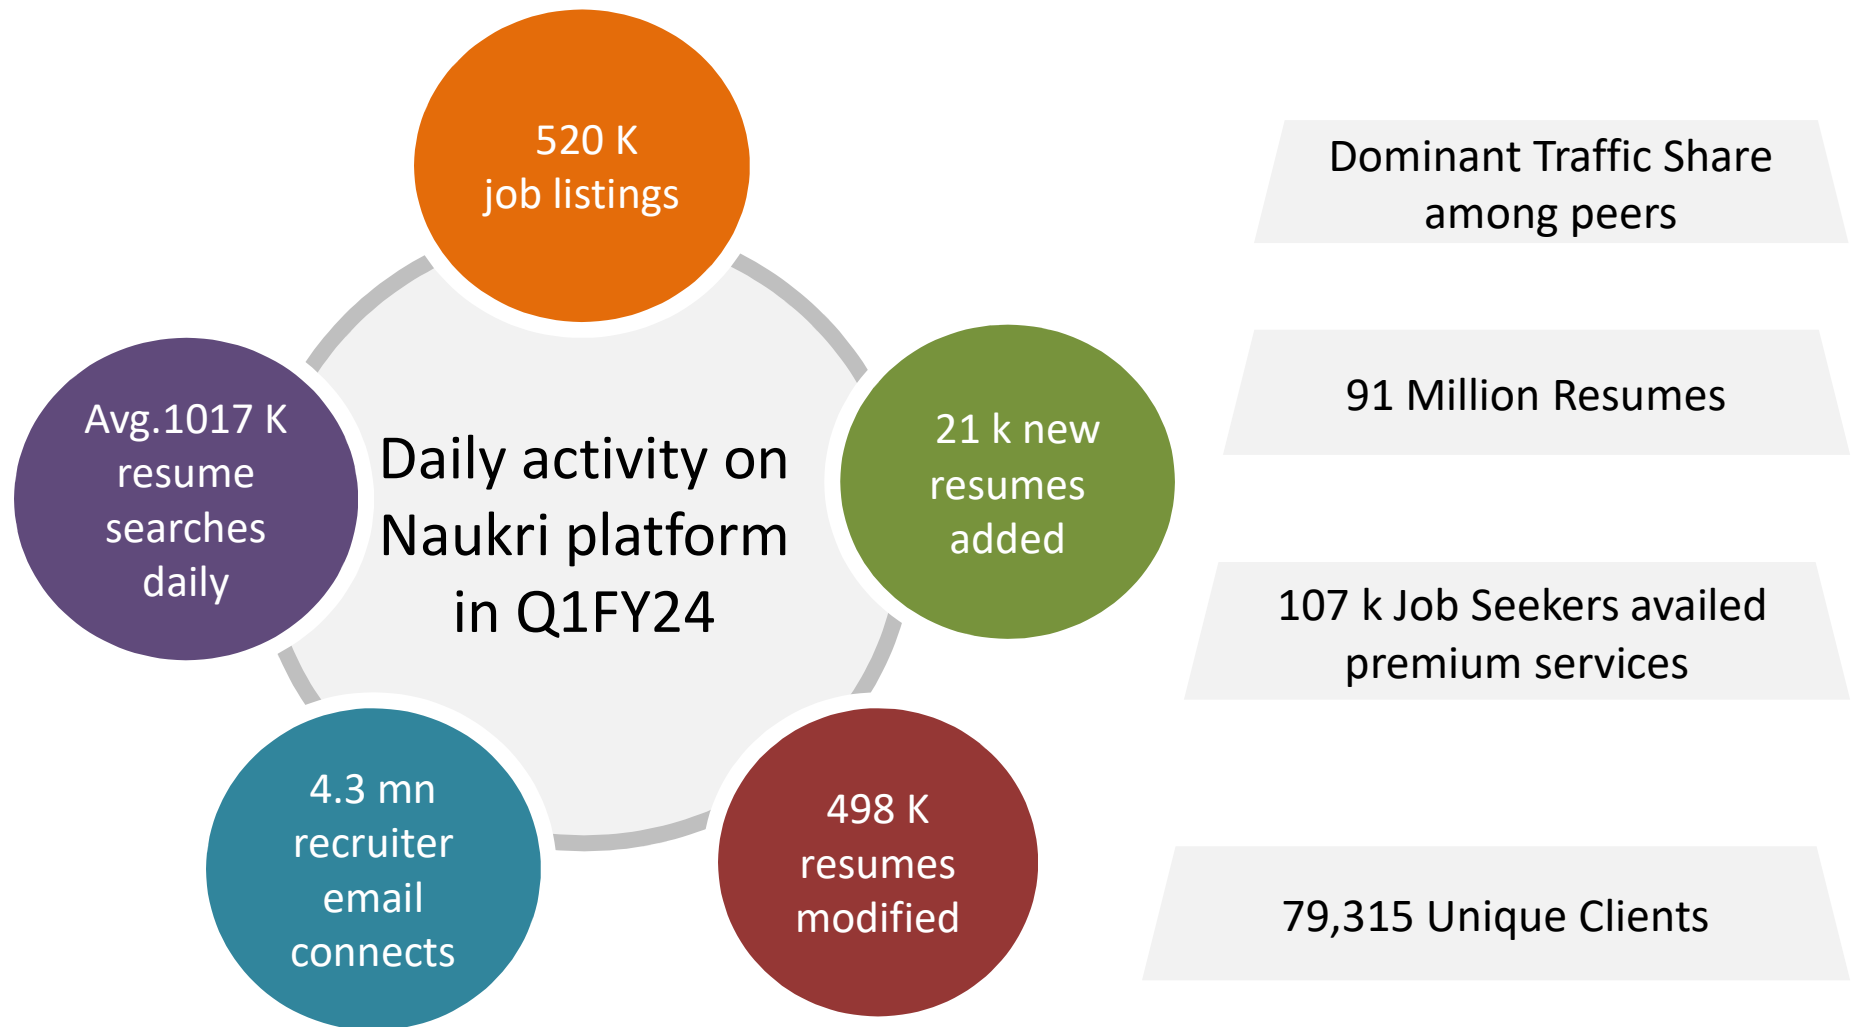 520 K
job listings
Avg.1017 K
resume
searches
daily
Daily activity on
Naukri platform
in Q1FY24
21 k new
resumes
added
4.3 mn
recruiter
email
connects
498 K
resumes
modified
Dominant Traffic Share
among peers
91 Million Resumes
107 k Job Seekers availed
premium services
79,315 Unique Clients